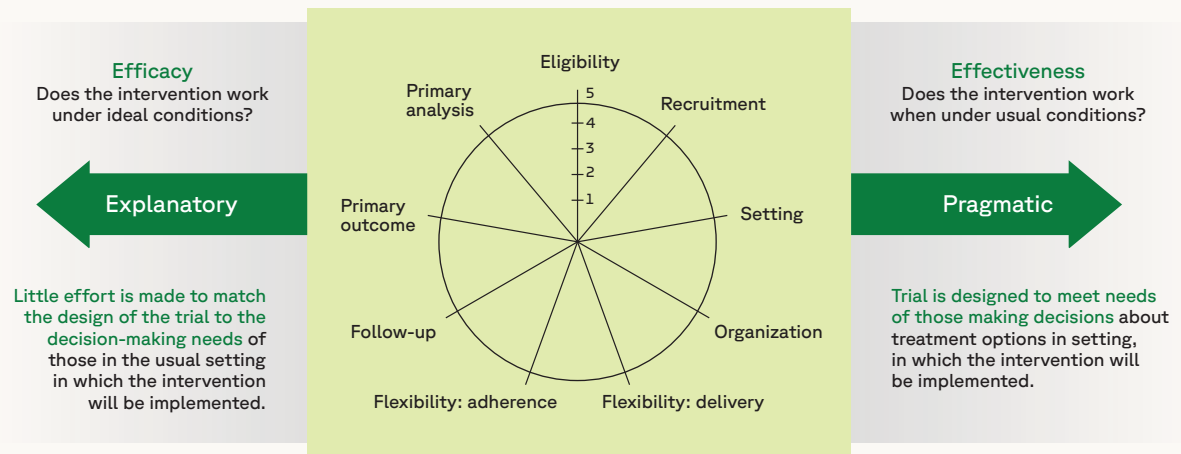 Efficacy
Does the intervention work
under ideal conditions?
Explanatory
Little effort is made to match
the design of the trial to the
decision-making needs of
those in the usual setting
in which the intervention
will be implemented.
Eligibility
Primary
analysis
Recruitment
5
4
3
2
1
Primary
outcome
Setting
Follow-up
Organization
Flexibility: adherence
Flexibility: delivery
Effectiveness
Does the intervention work
when under usual conditions?
Pragmatic
Trial is designed to meet needs
of those making decisions about
treatment options in setting,
in which the intervention will
be implemented.